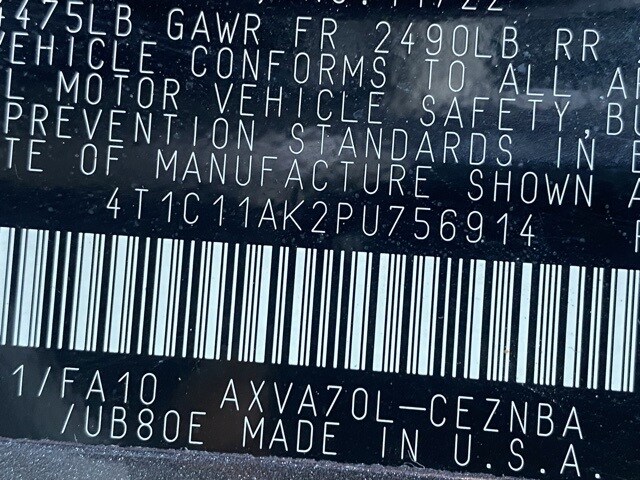 4475LB GAWR FR 2490LB RR
VEHICLE CONFORMS TO ALL
L MOTOR VEHICLE SAFETY,
PREVENTION STANDARDS IN
TE OF MANUFACTURE SHOWN
4T1C11AK2PU756914
1/FA10 AXVA70L-CEZNBA
/UB80E MADE IN U.S.A.